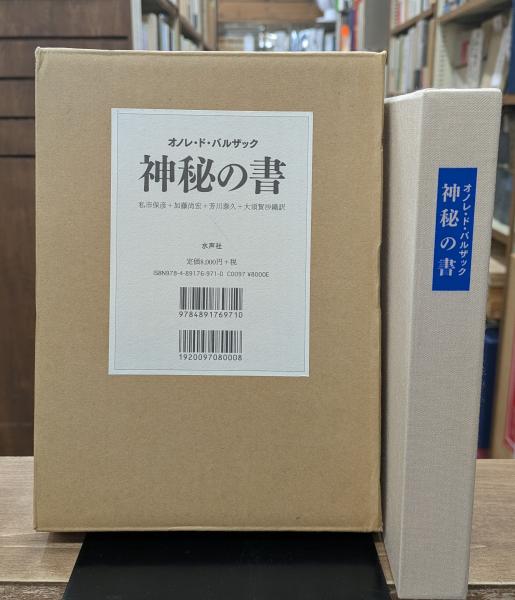 オノレ・ド・バルザック
神秘の書
私市保彦+加藤尚宏+芳川泰久+大須賀沙織訳
水声社
定価8,000円+税
ISBN978-4-89176-971-0 C0097 ¥8000E
9784891769710
1920097080008
オノレ・ド・バルザック
神秘の書